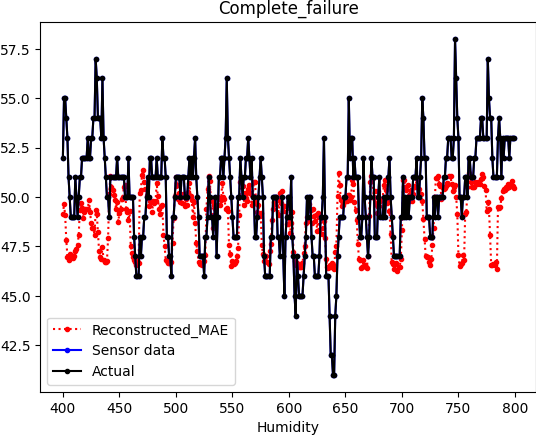 Complete_failure
57.5
55.0
52.5
50.0
47.5
45.0
42.5
Reconstructed_MAE
Sensor data
Actual
400 450 500 550 600 650 700 750 800
Humidity